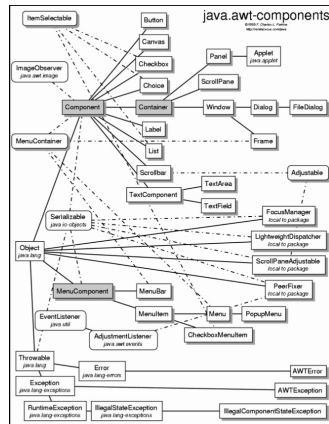 java.awt-components
ItemSelectable
Button
Canvas
Checkbox
Choice
ImageObserver
java.awt.image
Panel
Applet
java.applet
ScrollPane
Component
Container
Window
Dialog
FileDialog
MenuContainer
Label
List
Frame
Scrollbar
Adjustable
TextComponent
TextArea
TextField
Serializable
java.io-objects
FocusManager
local to package
LightweightDispatcher
local to package
Object
java.lang
ScrollPaneAdjustable
local to package
PeerFixer
local to package
MenuComponent
MenuBar
EventListener
java.util
MenuItem
Menu
PopupMenu
AdjustmentListener
java.awt.events
CheckboxMenuItem
Throwable
java.lang
Error
java.lang-errors
AWTError
Exception
java.lang-exceptions
AWTException
RuntimeException
java.lang-exceptions
IllegalStateException
java.lang-exceptions
IllegalComponentStateException